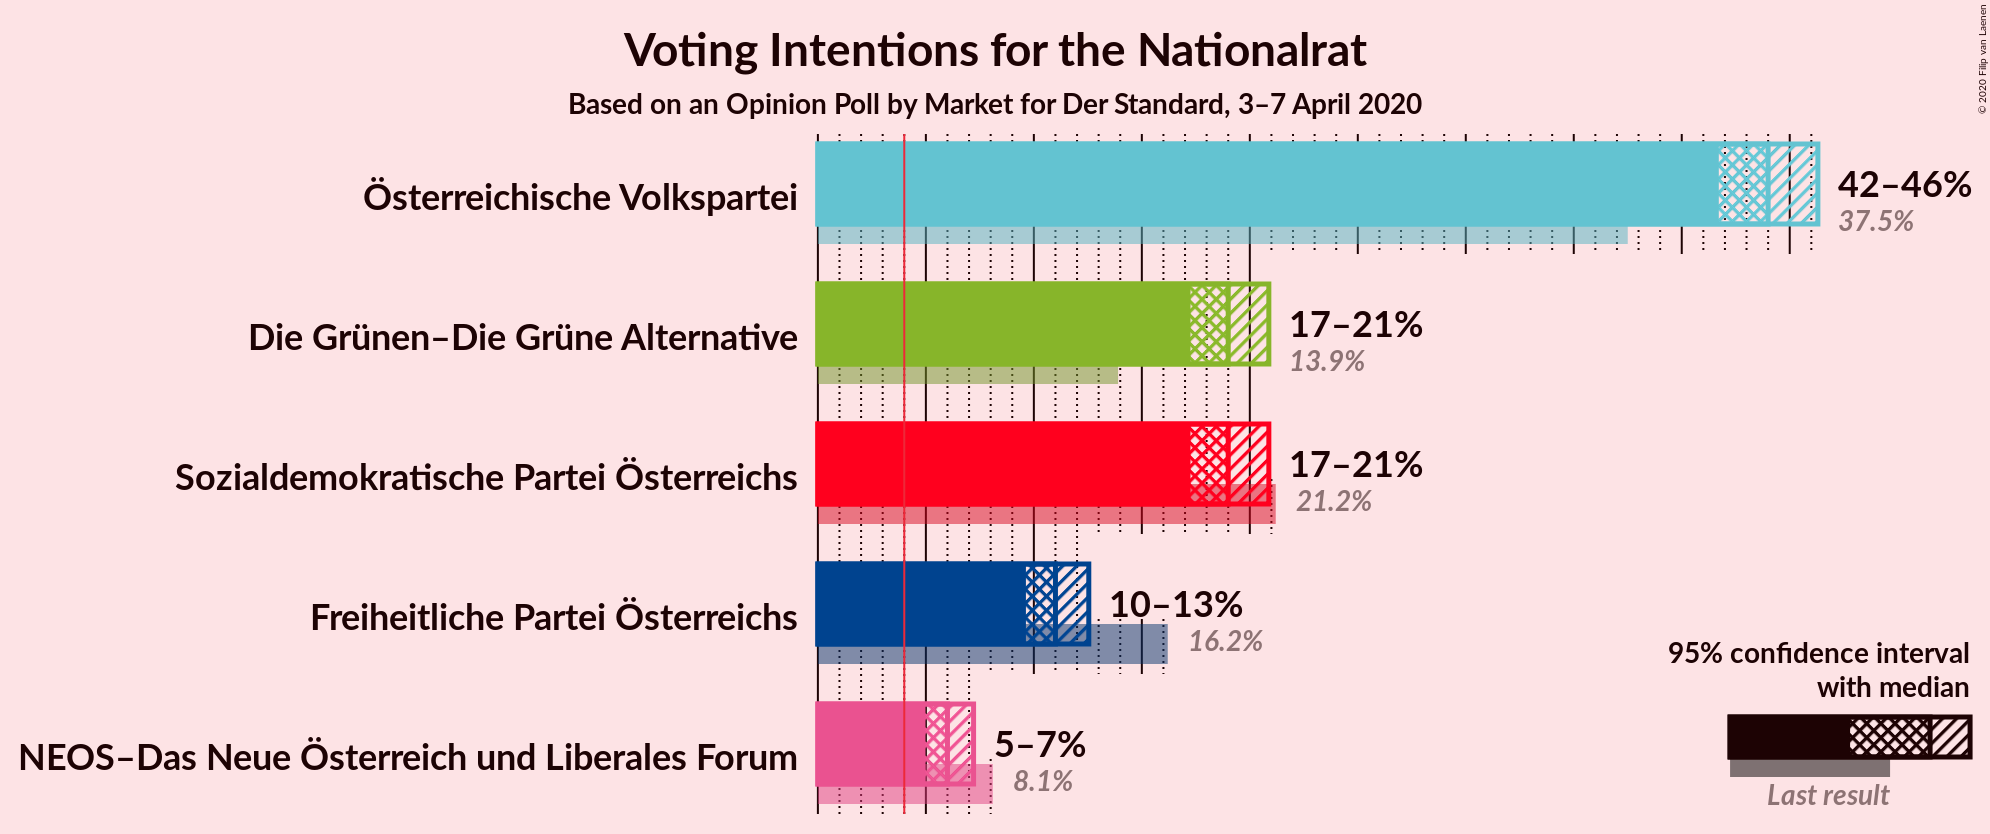 Voting Intentions for the Nationalrat
Based on an Opinion Poll by Market for Der Standard, 3–7 April 2020
© 2020 Filip van Laenen
Österreichische Volkspartei
42–46%
37.5%
Die Grünen–Die Grüne Alternative
17–21%
13.9%
Sozialdemokratische Partei Österreichs
17–21%
21.2%
Freiheitliche Partei Österreichs
10–13%
16.2%
NEOS–Das Neue Österreich und Liberales Forum
5–7%
8.1%
95% confidence interval
with median
Last result